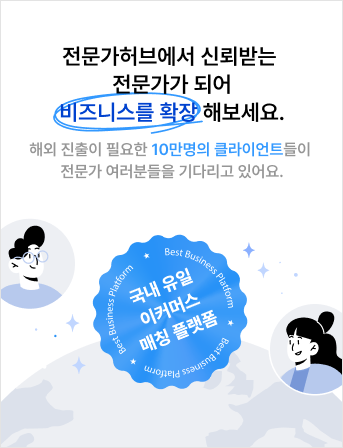 전문가허브에서 신뢰받는
전문가가 되어
비즈니스를 확장 해보세요.
해외 진출이 필요한 10만명의 클라이언트들이
전문가 여러분들을 기다리고 있어요.
Best Business Platform
Best Business Platform
Best Business Platform
국내 유일
이커머스
매칭 플랫폼